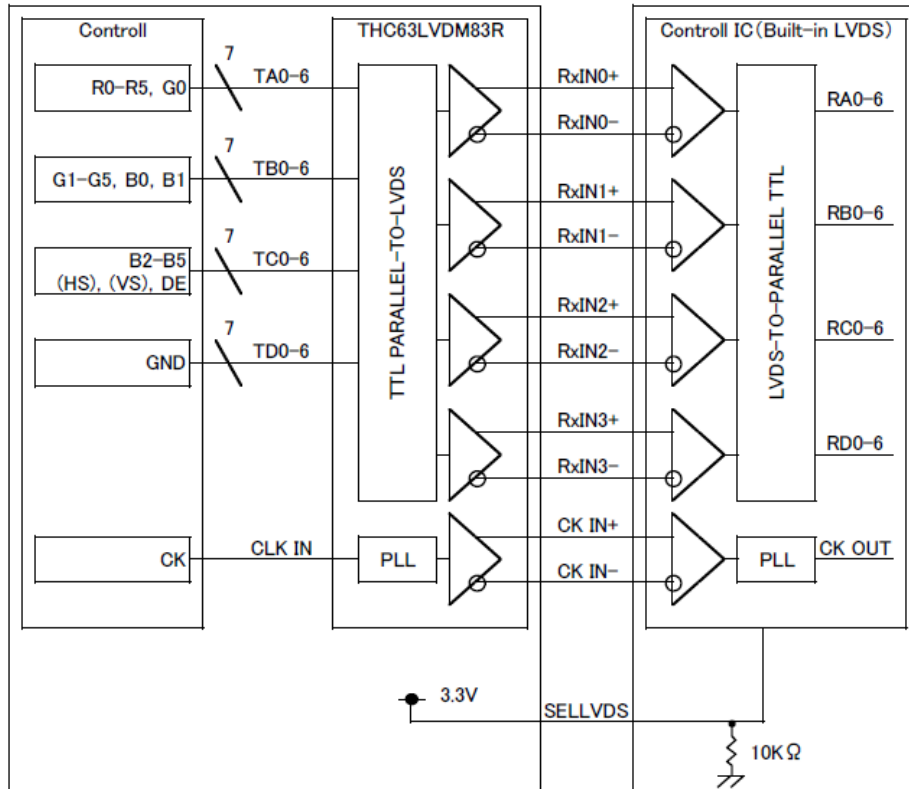 Controll
THC63LVDM83R
Controll IC(Built-in LVDS)
7
R0-R5, G0
TA0-6
RxIN0+
RxIN0-
RA0-6
7
G1-G5, B0, B1
TB0-6
RxIN1+
RxIN1-
RB0-6
7
B2-B5
(HS), (VS), DE
TC0-6
RxIN2+
RxIN2-
RC0-6
7
GND
TD0-6
RxIN3+
RxIN3-
RD0-6
TTL PARALLEL-TO-LVDS
LVDS-TO-PARALLEL TTL
CK
CLK IN
PLL
CK IN+
CK IN-
PLL
CK OUT
3.3V
SELLVDS
10KΩ